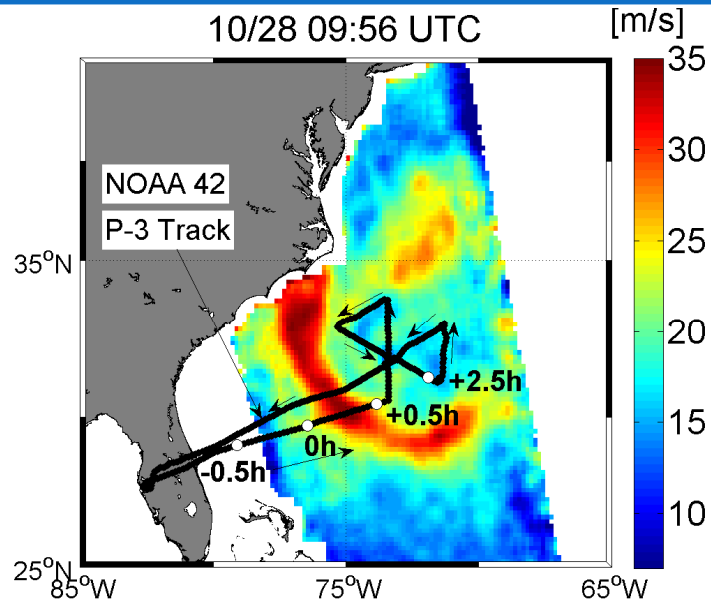 10/28 09:56 UTC
[m/s]
35
30
25
20
15
10
NOAA 42
P-3 Track
35°N
25°N
85°W
75°W
65°W
-0.5h
0h
+0.5h
+2.5h